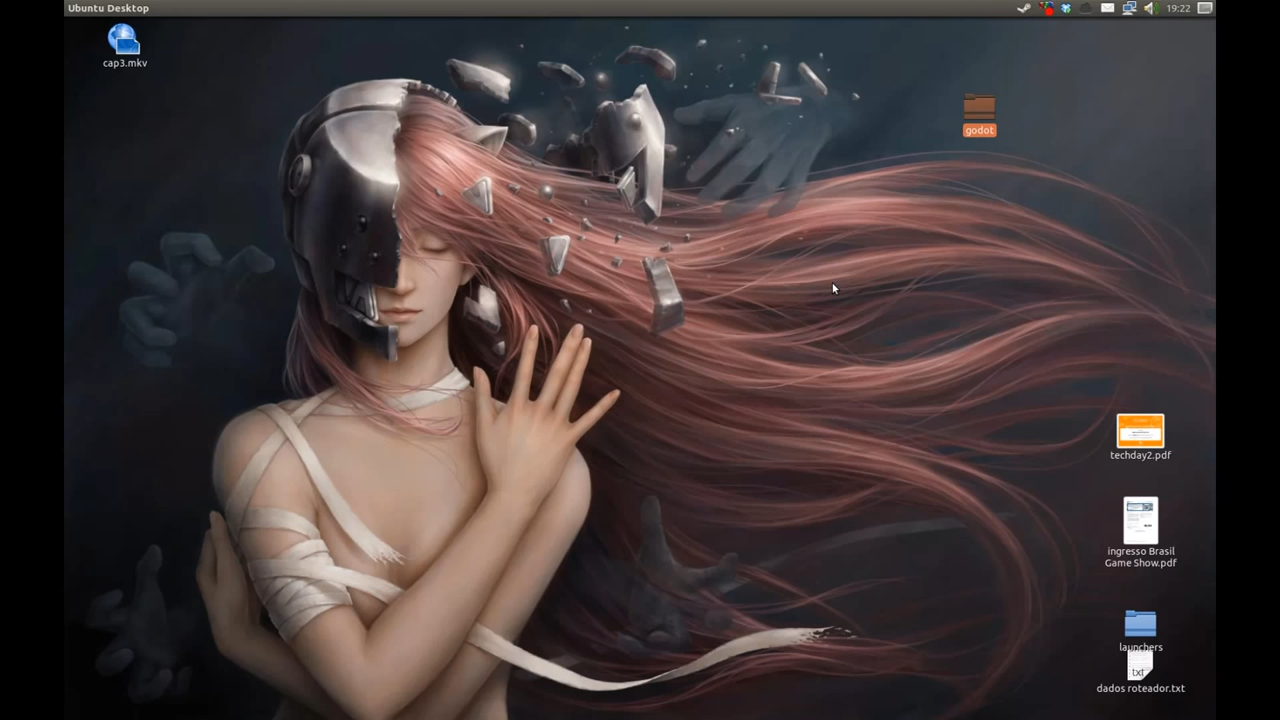 Ubuntu Desktop
19:22
cap3.mkv
godot
techday2.pdf
ingresso Brasil
Game Show.pdf
launchers
txt
dados roteador.txt